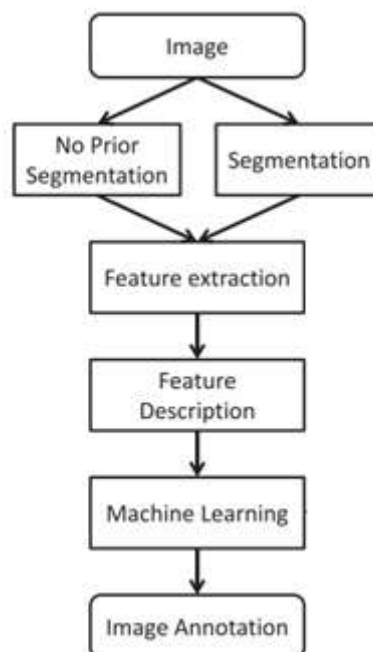 Image
No Prior
Segmentation
Segmentation
Feature extraction
Feature
Description
Machine Learning
Image Annotation